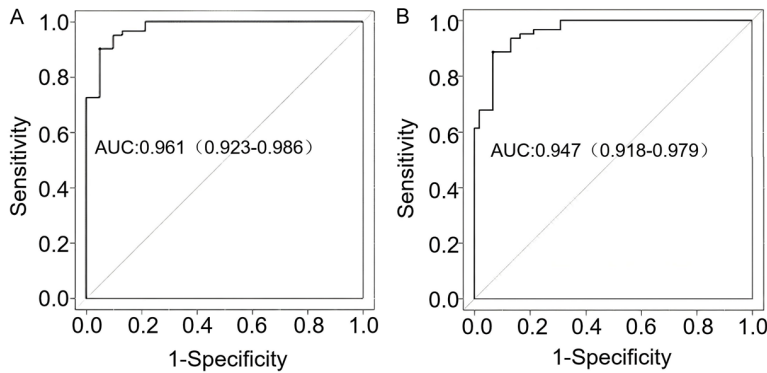 A
Sensitivity
1.0
0.8
0.6
0.4
0.2
0.0
AUC:0.961（0.923-0.986）
0.0 0.2 0.4 0.6 0.8 1.0
1-Specificity
B
Sensitivity
1.0
0.8
0.6
0.4
0.2
0.0
AUC:0.947（0.918-0.979）
0.0 0.2 0.4 0.6 0.8 1.0
1-Specificity